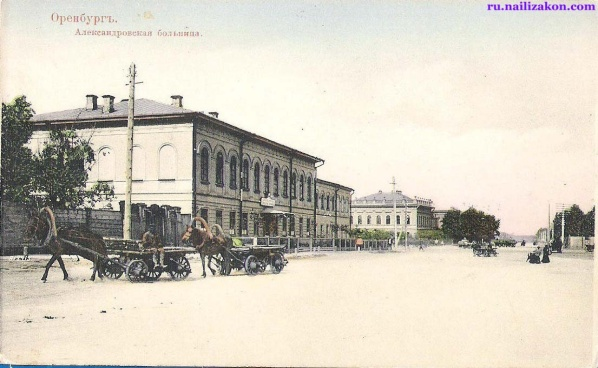 ru.nailizakon.com
Оренбургъ.
Александровская больница.